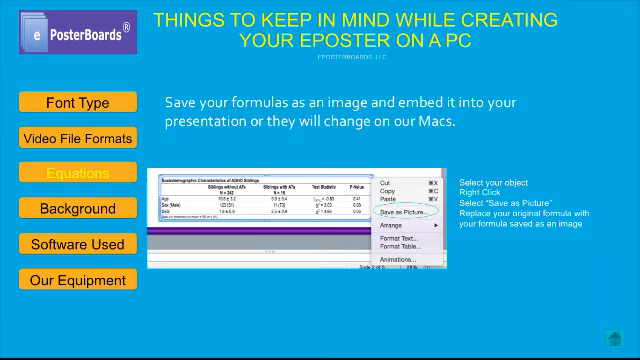 THINGS TO KEEP IN MIND WHILE CREATING
YOUR EPOSTER ON A PC
EPOSTERBOARDS, LLC
e
ePosterBoards®
Font Type
Video File Formats
Equations
Background
Software Used
Our Equipment
Save your formulas as an image and embed it into your
presentation or they will change on our Macs.
Sociodemographic Characteristics of ADHD Siblings
Siblings without ATs Siblings with ATs Test Statistic P-Value
N = 242
Age
Sex (Male)
Cut ⌘X
Copy ⌘C
Paste ⌘V
Save as Picture...
Arrange
Format Text...
Format Table...
Animations...
Select your object
Right Click
Select “Save as Picture”
Replace your original formula with
your formula saved as an image